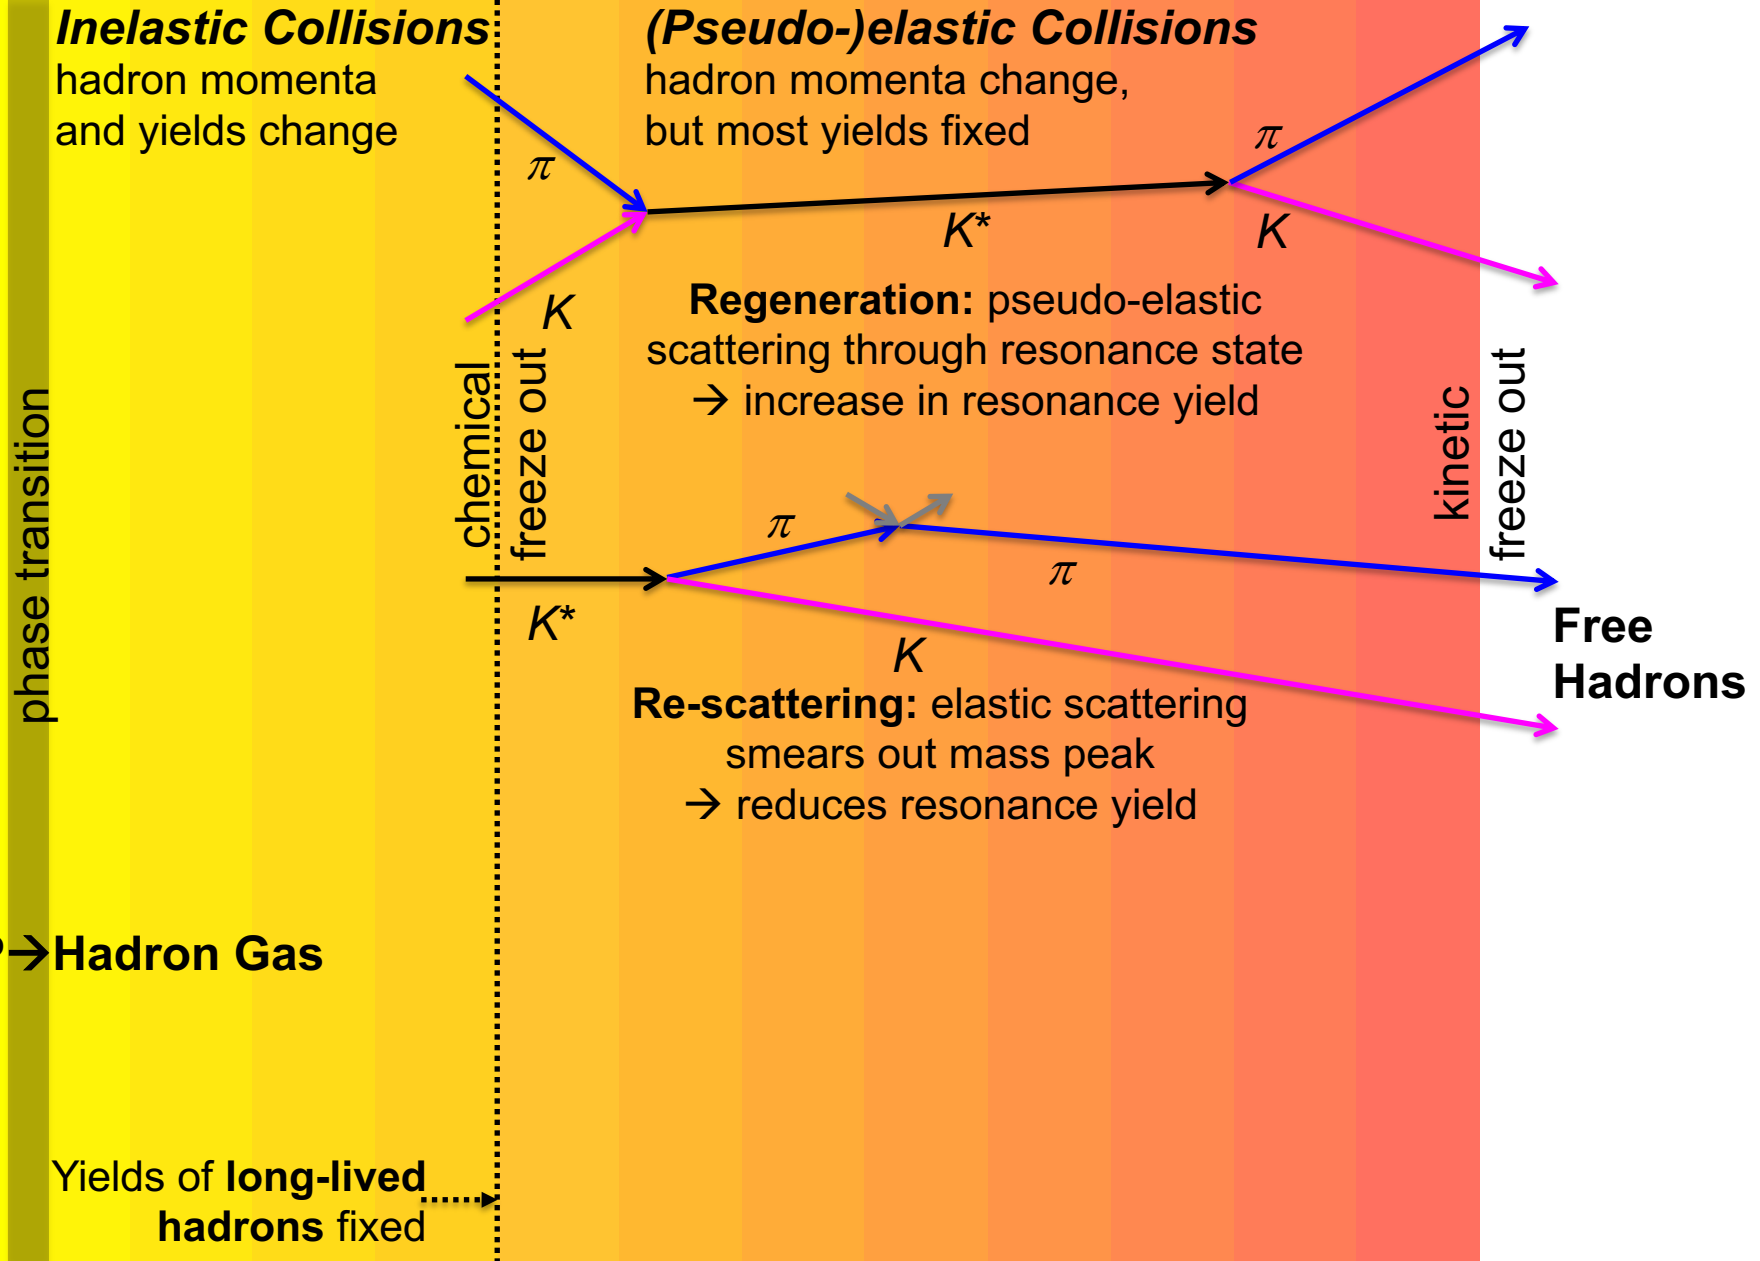 Inelastic Collisions
hadron momenta
and yields change
(Pseudo-)elastic Collisions
hadron momenta change,
but most yields fixed
π
K
K*
π
K
Regeneration: pseudo-elastic
scattering through resonance state
→ increase in resonance yield
phase transition
chemical
freeze out
kinetic
freeze out
K*
π
π
K
Re-scattering: elastic scattering
smears out mass peak
→ reduces resonance yield
Free
Hadrons
→Hadron Gas
Yields of long-lived
hadrons fixed